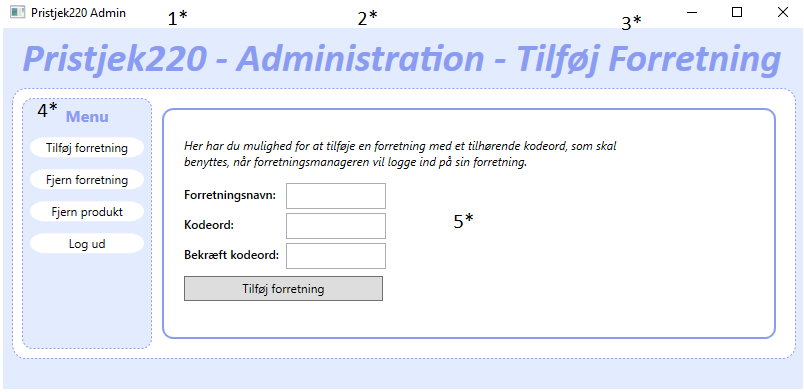 Pristjek220 Admin
1*
2*
3*
Pristjek220 - Administration - Tilføj Forretning
4*
Menu
Tilføj forretning
Fjern forretning
Fjern produkt
Log ud
Her har du mulighed for at tilføje en forretning med et tilhørende kodeord, som skal
benyttes, når forretningsmanageren vil logge ind på sin forretning.
Forretningsnavn:
Kodeord:
5*
Bekræft kodeord:
Tilføj forretning